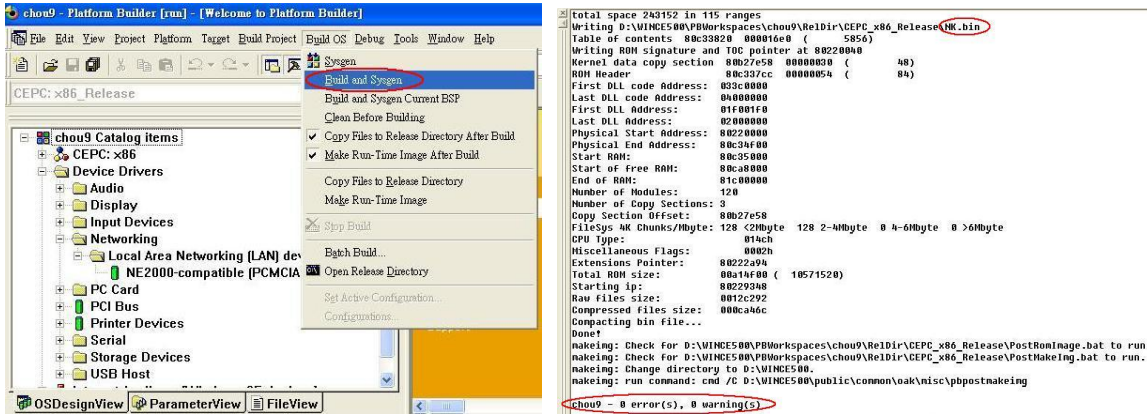 chou9 - Platform Builder [run] - [Welcome to Platform Builder]
File Edit View Project Platform Target Build Project Build OS Debug Tools Window Help
CEPC: x86_Release
chou9 Catalog items
CEPC: x86
Device Drivers
Audio
Display
Input Devices
Networking
Local Area Networking (LAN) dev
NE2000-compatible (PCMCIA
PC Card
PCI Bus
Printer Devices
Serial
Storage Devices
USB Host
Sysgen
Build and Sysgen
Build and Sysgen Current BSP
Clean Before Building
Copy Files to Release Directory After Build
Make Run-Time Image After Build
Copy Files to Release Directory
Make Run-Time Image
Stop Build
Batch Build...
Open Release Directory
Set Active Configuration...
Configurations...
OSDesignView ParameterView FileView
total space 243152 in 115 ranges
Writing D:\WINCE500\PBWorkspaces\chou9\RelDir\CEPC_x86_Release\NK.bin
Table of contents 80c33820 000016e0 ( 5856)
Writing ROM signature and TOC pointer at 80220040
Kernel data copy section 80b27e58 00000030 ( 48)
ROM Header 80c337cc 00000054 ( 84)
First DLL code Address: 033c0000
Last DLL code Address: 04000000
First DLL Address: 01f001f0
Last DLL Address: 02000000
Physical Start Address: 80220000
Physical End Address: 80c34f00
Start RAM: 80c35000
Start of free RAM: 80ca8000
End of RAM: 81c00000
Number of Modules: 120
Number of Copy Sections: 3
Copy Section Offset: 80b27e58
FileSys 4K Chunks/Mbyte: 128 <2Mbyte 128 2-4Mbyte 0 4-6Mbyte 0 >6Mbyte
CPU Type: 014ch
Miscellaneous Flags: 0002h
Extensions Pointer: 80222a94
Total ROM size: 00a14f00 ( 10571520)
Starting ip: 80229348
Raw files size: 0012c292
Compressed files size: 000ca46c
Compacting bin file...
Done!
makeimg: Check for D:\WINCE500\PBWorkspaces\chou9\RelDir\CEPC_x86_Release\PostRomImage.bat to run.
makeimg: Check for D:\WINCE500\PBWorkspaces\chou9\RelDir\CEPC_x86_Release\PostMakeImg.bat to run.
makeimg: Change directory to D:\WINCE500.
makeimg: run command: cmd /C D:\WINCE500\public\common\oak\misc\pbpostmakeimg
chou9 - 0 error(s), 0 warning(s)